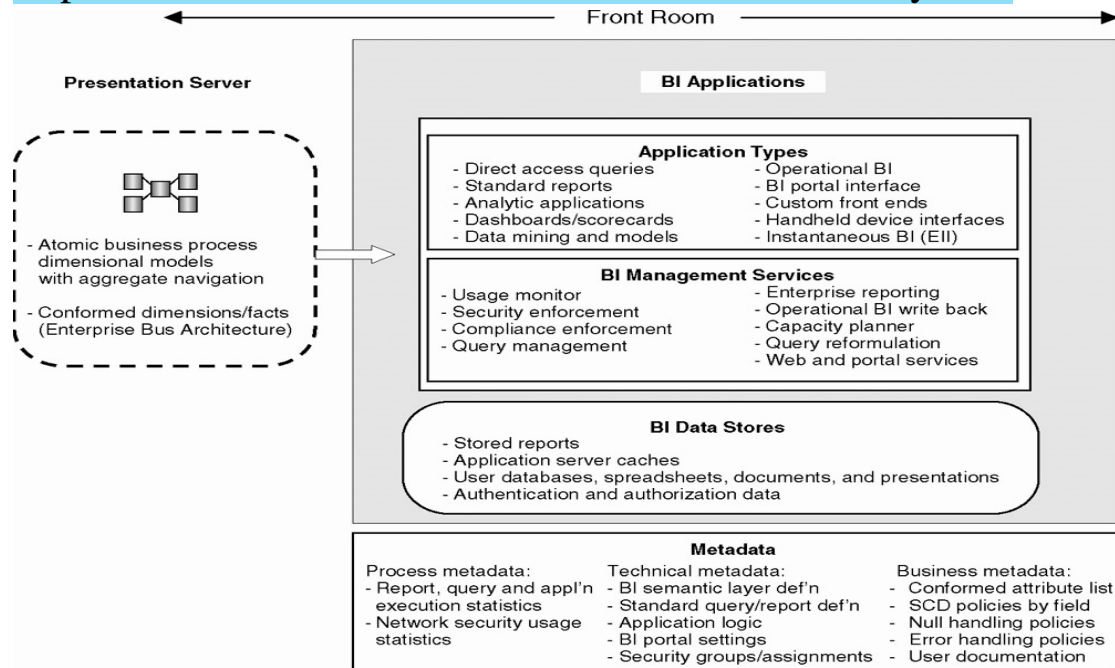 Front Room
Presentation Server
- Atomic business process
dimensional models
with aggregate navigation
- Conformed dimensions/facts
(Enterprise Bus Architecture)
BI Applications
Application Types
- Direct access queries
- Standard reports
- Analytic applications
- Dashboards/scorecards
- Data mining and models
- Operational BI
- BI portal interface
- Custom front ends
- Handheld device interfaces
- Instantaneous BI (EII)
BI Management Services
- Usage monitor
- Security enforcement
- Compliance enforcement
- Query management
- Enterprise reporting
- Operational BI write back
- Capacity planner
- Query reformulation
- Web and portal services
BI Data Stores
- Stored reports
- Application server caches
- User databases, spreadsheets, documents, and presentations
- Authentication and authorization data
Metadata
Process metadata:
- Report, query and appl'n
execution statistics
- Network security usage
statistics
Technical metadata:
- BI semantic layer def'n
- Standard query/report def'n
- Application logic
- BI portal settings
- Security groups/assignments
Business metadata:
- Conformed attribute list
- SCD policies by field
- Null handling policies
- Error handling policies
- User documentation